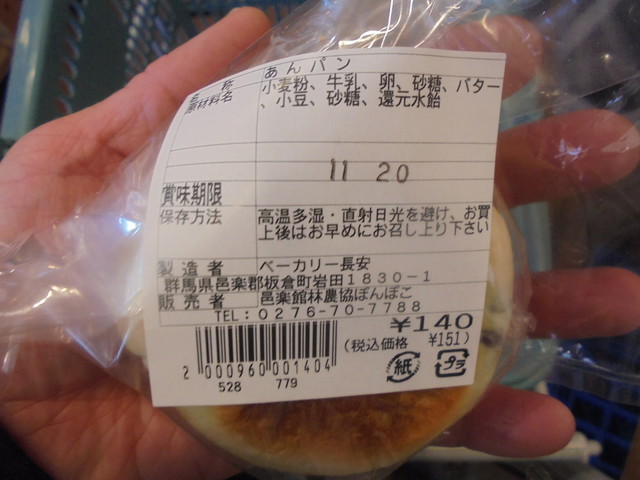 名　称　あんパン
原材料名　小麦粉、牛乳、卵、砂糖、バター
、小豆、砂糖、還元水飴
11 20
賞味期限
保存方法　高温多湿・直射日光を避け、お買
上後はお早めにお召し上り下さい
製造者　ベーカリー長安
群馬県邑楽郡板倉町岩田1830-1
販売者　邑楽館林農協ぽんぽこ
TEL:0276-70-7788
¥140
(税込価格 ¥151)
2 000960 001404
528 779
紙 プラ